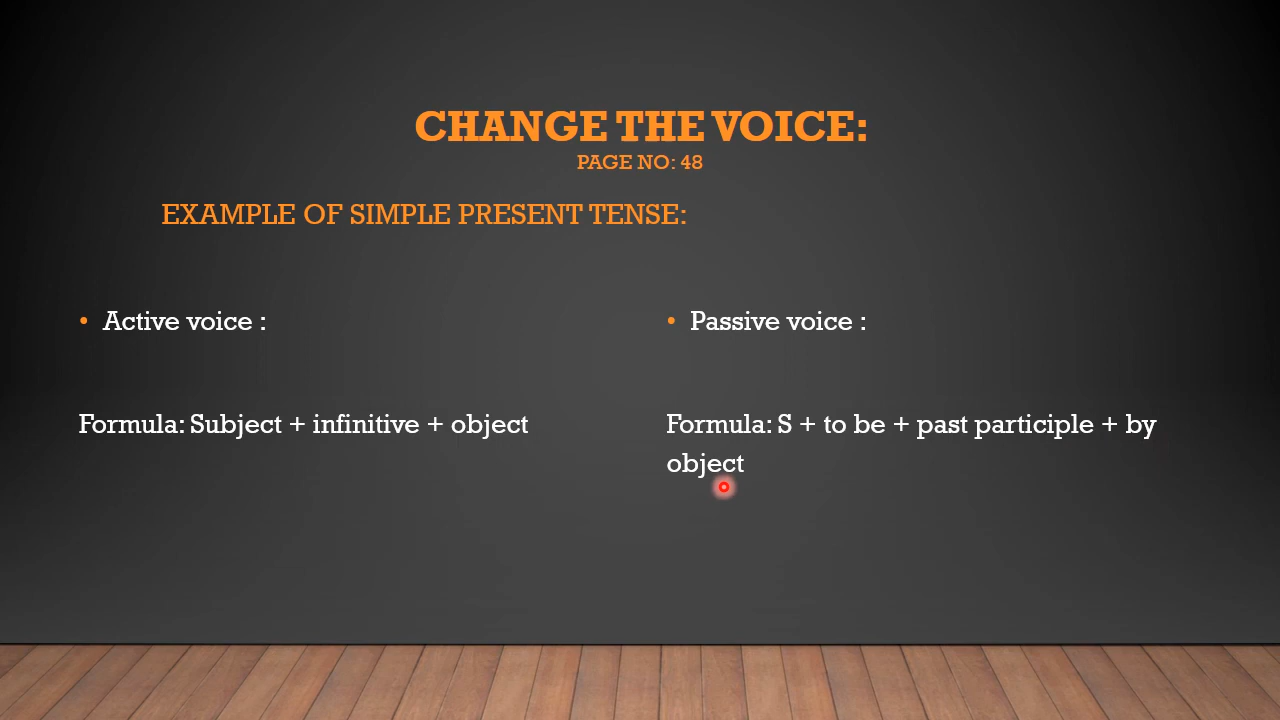 CHANGE THE VOICE:
PAGE NO: 48
EXAMPLE OF SIMPLE PRESENT TENSE:
• Active voice :
Formula: Subject + infinitive + object
• Passive voice :
Formula: S + to be + past participle + by
object